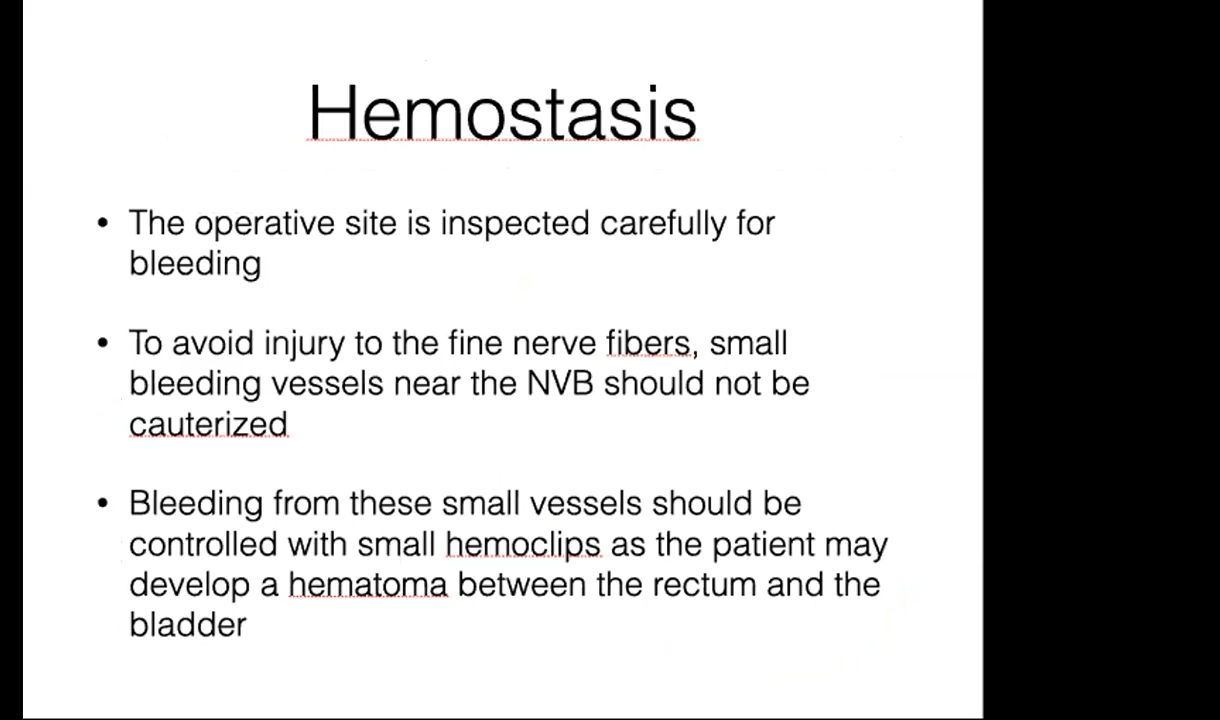 Hemostasis
• The operative site is inspected carefully for
bleeding
• To avoid injury to the fine nerve fibers, small
bleeding vessels near the NVB should not be
cauterized
• Bleeding from these small vessels should be
controlled with small hemoclips as the patient may
develop a hematoma between the rectum and the
bladder